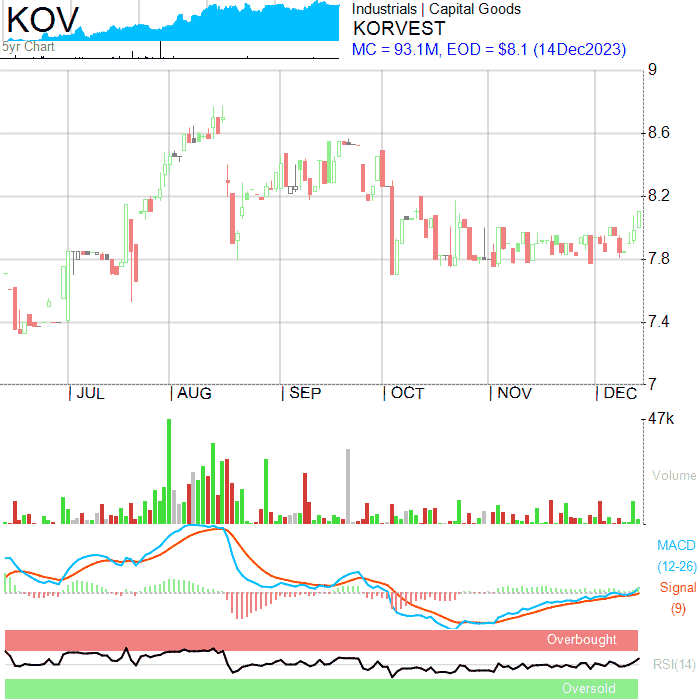 KOV
5yr Chart
Industrials | Capital Goods
KORVEST
MC = 93.1M, EOD = $8.1 (14Dec2023)
9
8.6
8.2
7.8
7.4
7
| JUL | AUG | SEP | OCT | NOV | DEC
47k
Volume
MACD
(12-26)
Signal
(9)
Overbought
RSI(14)
Oversold